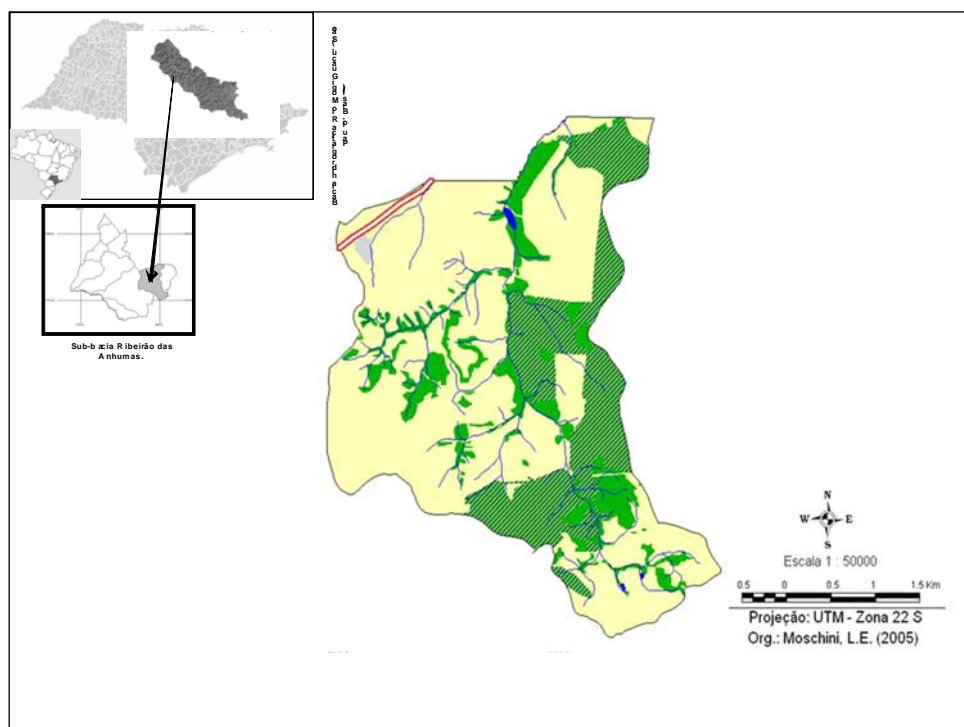 Sub-bacia Ribeirão das
Anhumas.
N
W E
S
Escala 1 : 50000
0.5 0 0.5 1 1.5 Km
Projeção: UTM - Zona 22 S
Org.: Moschini, L.E. (2005)